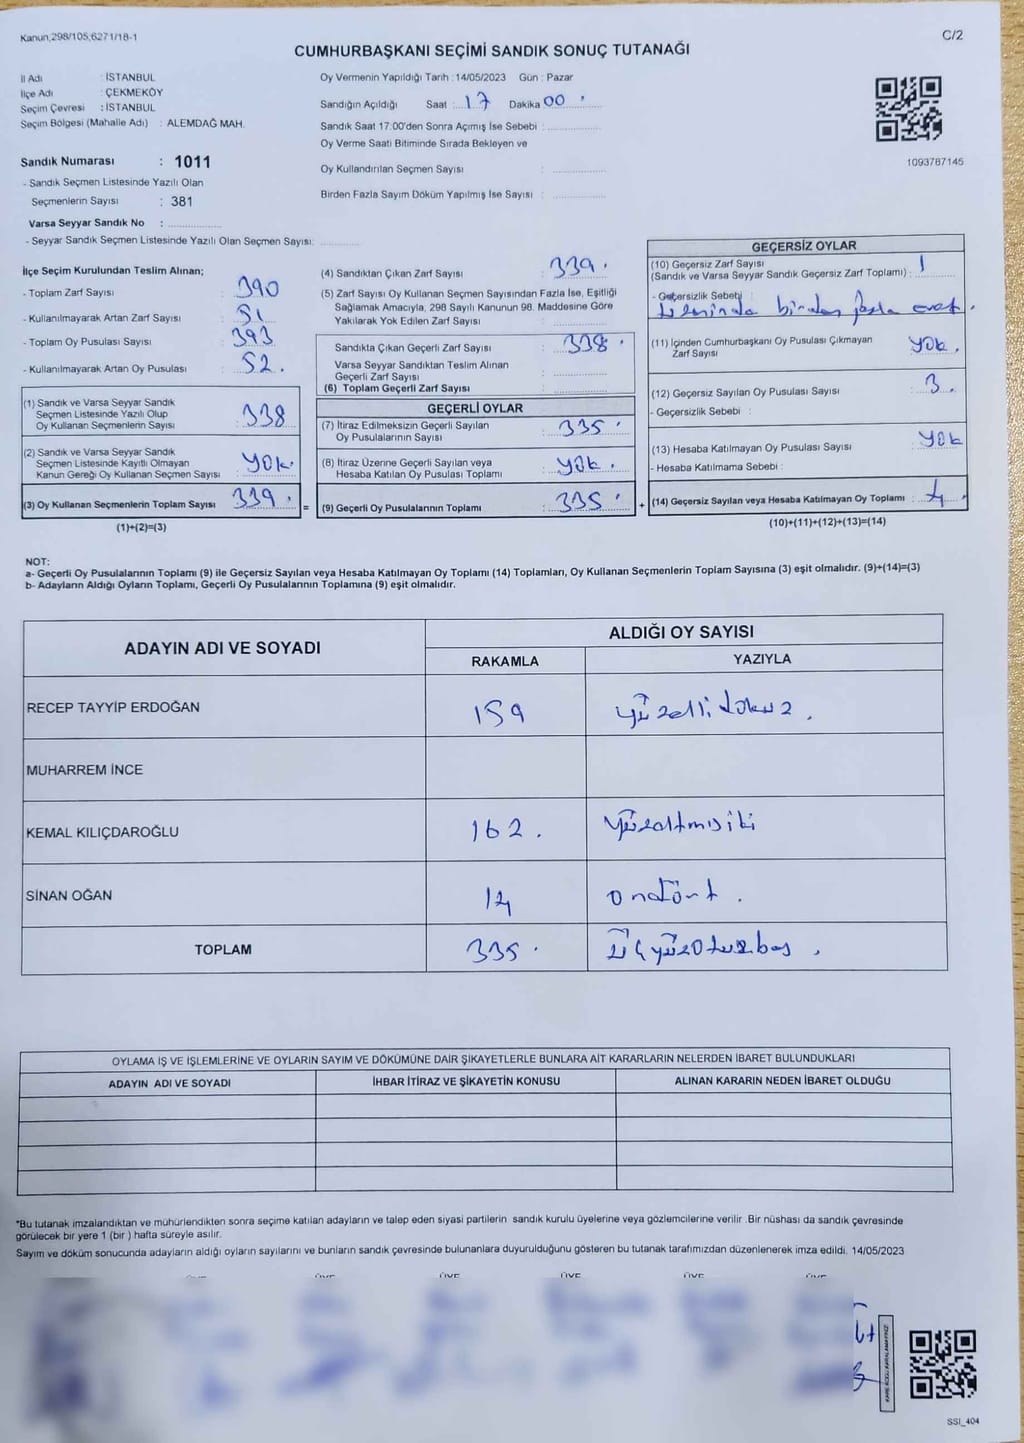 Kanun,298/105,6271/18-1
C/2
CUMHURBAŞKANI SEÇİMİ SANDIK SONUÇ TUTANAĞI
İl Adı : İSTANBUL
İlçe Adı : ÇEKMEKÖY
Seçim Çevresi : İSTANBUL
Seçim Bölgesi (Mahalle Adı) : ALEMDAĞ MAH.
Oy Vermenin Yapıldığı Tarih : 14/05/2023 Gün : Pazar
Sandığın Açıldığı Saat : 17 Dakika 00
Sandık Saat 17:00'den Sonra Açımış İse Sebebi :
Oy Verme Saati Bitiminde Sırada Bekleyen ve
Oy Kullandırılan Seçmen Sayısı :
Birden Fazla Sayım Döküm Yapılmış İse Sayısı :
1093787145
Sandık Numarası : 1011
- Sandık Seçmen Listesinde Yazılı Olan
Seçmenlerin Sayısı : 381
Varsa Seyyar Sandık No :
- Seyyar Sandık Seçmen Listesinde Yazılı Olan Seçmen Sayısı:
İlçe Seçim Kurulundan Teslim Alınan;
- Toplam Zarf Sayısı : 390
- Kullanılmayarak Artan Zarf Sayısı : 51
- Toplam Oy Pusulası Sayısı : 393
- Kullanılmayarak Artan Oy Pusulası : 52.
(1) Sandık ve Varsa Seyyar Sandık
Seçmen Listesinde Yazılı Olup
Oy Kullanan Seçmenlerin Sayısı : 338
(2) Sandık ve Varsa Seyyar Sandık
Seçmen Listesinde Kayıtlı Olmayan
Kanun Gereği Oy Kullanan Seçmen Sayısı : YOK.
(3) Oy Kullanan Seçmenlerin Toplam Sayısı : 339.
(1)+(2)=(3)
(4) Sandıktan Çıkan Zarf Sayısı : 339.
(5) Zarf Sayısı Oy Kullanan Seçmen Sayısından Fazla İse, Eşitliği
Sağlamak Amacıyla, 298 Sayılı Kanunun 98. Maddesine Göre
Yakılarak Yok Edilen Zarf Sayısı :
Sandıkta Çıkan Geçerli Zarf Sayısı : 338.
Varsa Seyyar Sandıktan Teslim Alınan
Geçerli Zarf Sayısı :
(6) Toplam Geçerli Zarf Sayısı :
GEÇERLİ OYLAR
(7) İtiraz Edilmeksizin Geçerli Sayılan
Oy Pusulalarının Sayısı : 335.
(8) İtiraz Üzerine Geçerli Sayılan veya
Hesaba Katılan Oy Pusulası Toplamı : YOK.
= (9) Geçerli Oy Pusulalarının Toplamı : 335.
GEÇERSİZ OYLAR
(10) Geçersiz Zarf Sayısı
(Sandık ve Varsa Seyyar Sandık Geçersiz Zarf Toplamı) : 1
- Geçersizlik Sebebi :
birden fazla evet.
(11) İçinden Cumhurbaşkanı Oy Pusulası Çıkmayan
Zarf Sayısı : YOK.
(12) Geçersiz Sayılan Oy Pusulası Sayısı : 3.
- Geçersizlik Sebebi :
(13) Hesaba Katılmayan Oy Pusulası Sayısı : YOK
- Hesaba Katılmama Sebebi :
+ (14) Geçersiz Sayılan veya Hesaba Katılmayan Oy Toplamı : 4.
(10)+(11)+(12)+(13)=(14)
NOT:
a- Geçerli Oy Pusulalarının Toplamı (9) ile Geçersiz Sayılan veya Hesaba Katılmayan Oy Toplamı (14) Toplamları, Oy Kullanan Seçmenlerin Toplam Sayısına (3) eşit olmalıdır. (9)+(14)=(3)
b- Adayların Aldığı Oyların Toplamı, Geçerli Oy Pusulalarının Toplamına (9) eşit olmalıdır.
ADAYIN ADI VE SOYADI ALDIĞI OY SAYISI
RAKAMLA YAZIYLA
RECEP TAYYİP ERDOĞAN 159 yüzellidokuz.
MUHARREM İNCE
KEMAL KILIÇDAROĞLU 162. Yüzaltmışiki
SİNAN OĞAN 14 ondört.
TOPLAM 335. üçyüzotuzbeş.
OYLAMA İŞ VE İŞLEMLERİNE VE OYLARIN SAYIM VE DÖKÜMÜNE DAİR ŞİKAYETLERLE BUNLARA AİT KARARLARIN NELERDEN İBARET BULUNDUKLARI
ADAYIN ADI VE SOYADI İHBAR İTİRAZ VE ŞİKAYETİN KONUSU ALINAN KARARIN NEDEN İBARET OLDUĞU
*Bu tutanak imzalandıktan ve mühürlendikten sonra seçime katılan adayların ve talep eden siyasi partilerin sandık kurulu üyelerine veya gözlemcilerine verilir .Bir nüshası da sandık çevresinde
görülecek bir yere 1 (bir ) hafta süreyle asılır.
Sayım ve döküm sonucunda adayların aldığı oyların sayılarını ve bunların sandık çevresinde bulunanlara duyurulduğunu gösteren bu tutanak tarafımızdan düzenlenerek imza edildi. 14/05/2023
ÜYE ÜYE ÜYE ÜYE ÜYE ÜYE
SSI_404